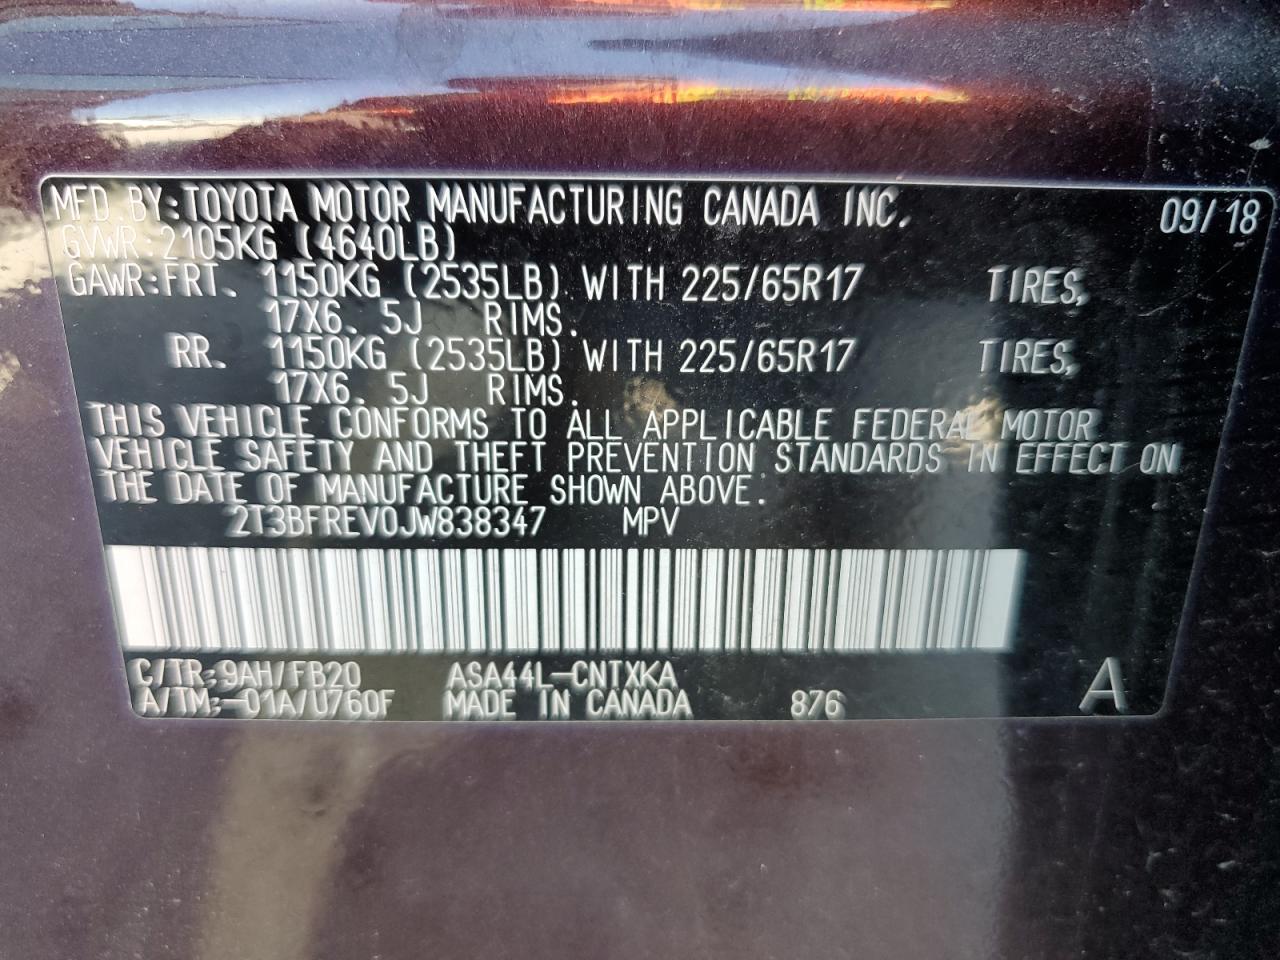 MFD.BY:TOYOTA MOTOR MANUFACTURING CANADA INC. 09/18
GVWR:2105KG (4640LB)
GAWR:FRT. 1150KG (2535LB) WITH 225/65R17 TIRES,
17X6.5J RIMS.
RR. 1150KG (2535LB) WITH 225/65R17 TIRES,
17X6.5J RIMS.
THIS VEHICLE CONFORMS TO ALL APPLICABLE FEDERAL MOTOR
VEHICLE SAFETY AND THEFT PREVENTION STANDARDS IN EFFECT ON
THE DATE OF MANUFACTURE SHOWN ABOVE.
2T3BFREV0JW838347 MPV
C/TR:9AH/FB20 ASA44L-CNTXKA
A/TM:-01A/U760F MADE IN CANADA 876 A